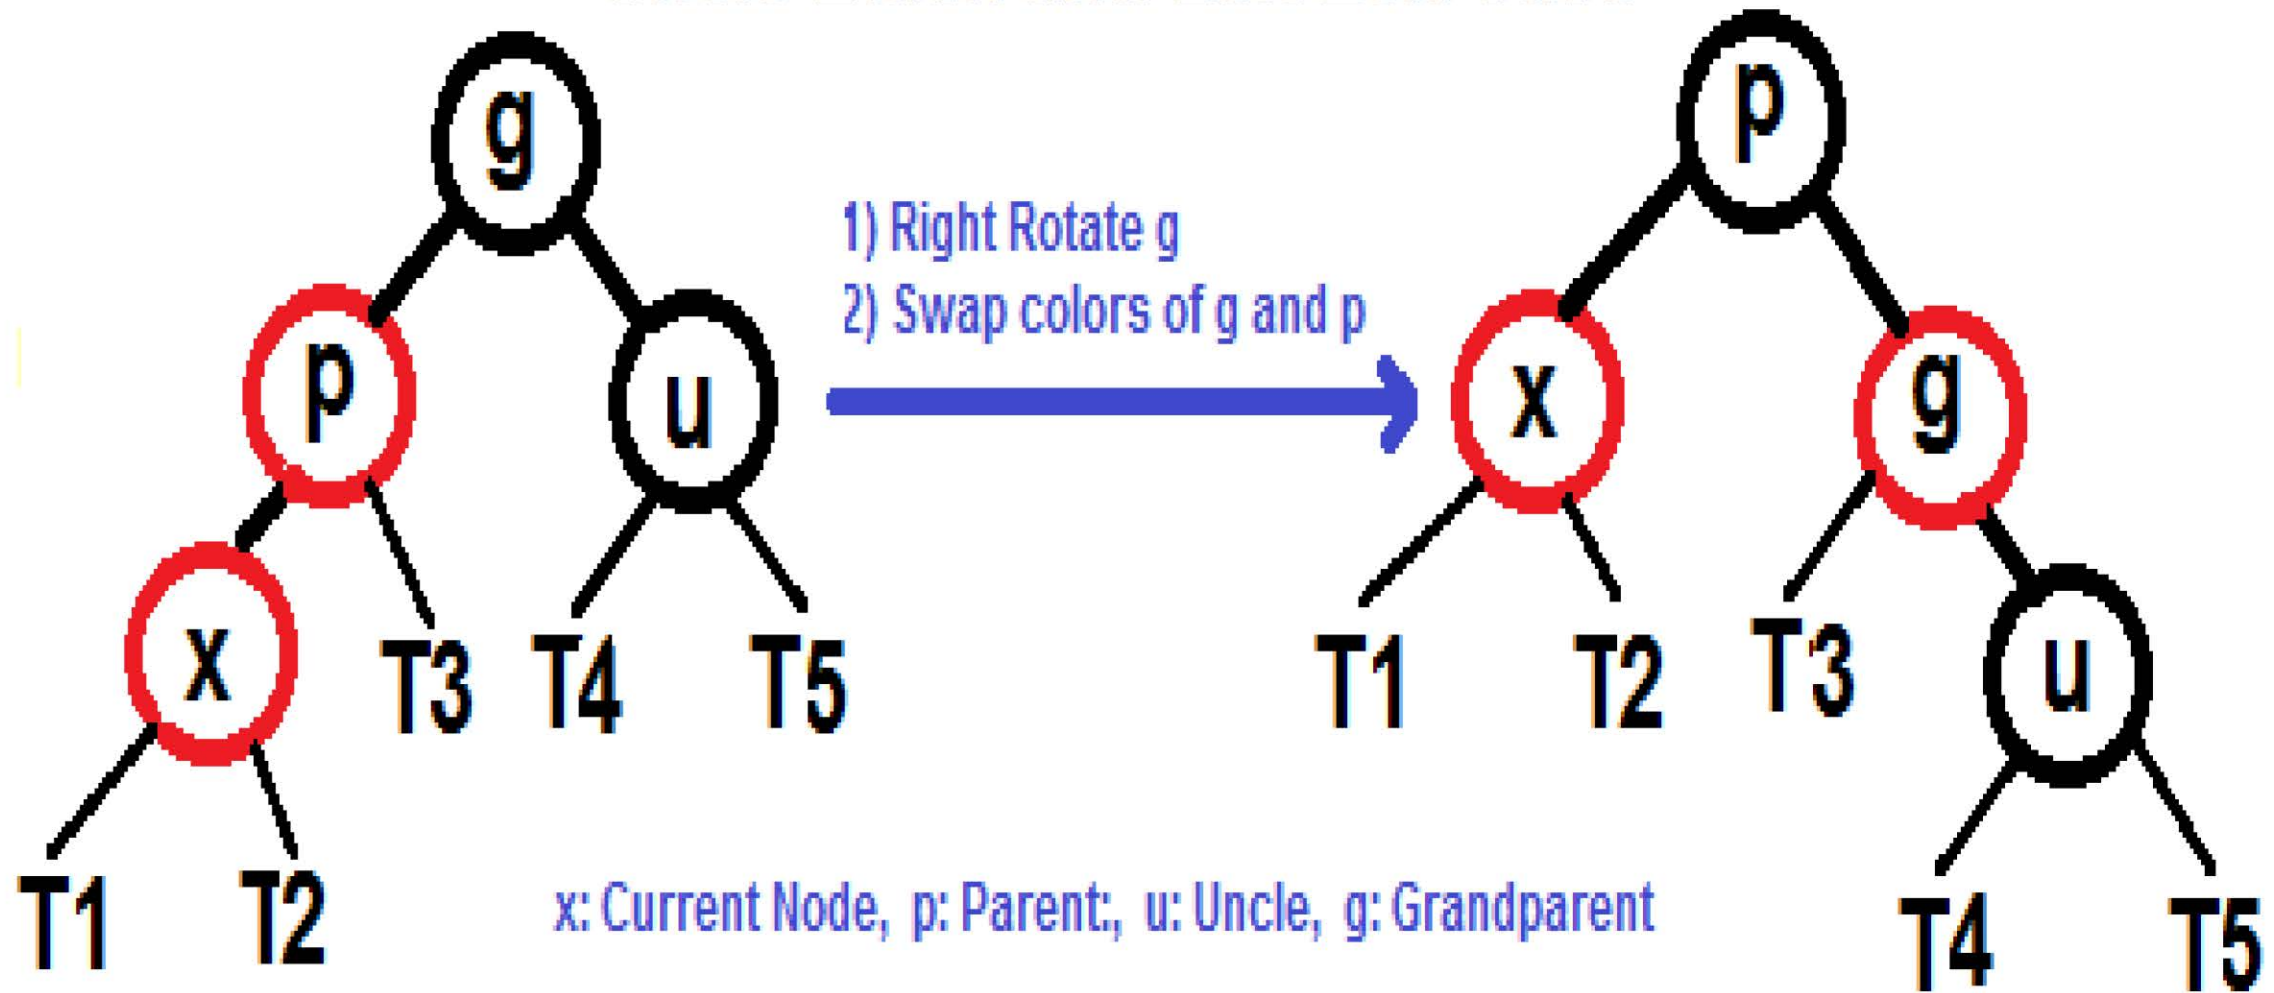 g
p
u
x
T3
T4
T5
T1
T2
1) Right Rotate g
2) Swap colors of g and p
p
x
g
T1
T2
T3
u
T4
T5
x: Current Node, p: Parent:, u: Uncle, g: Grandparent